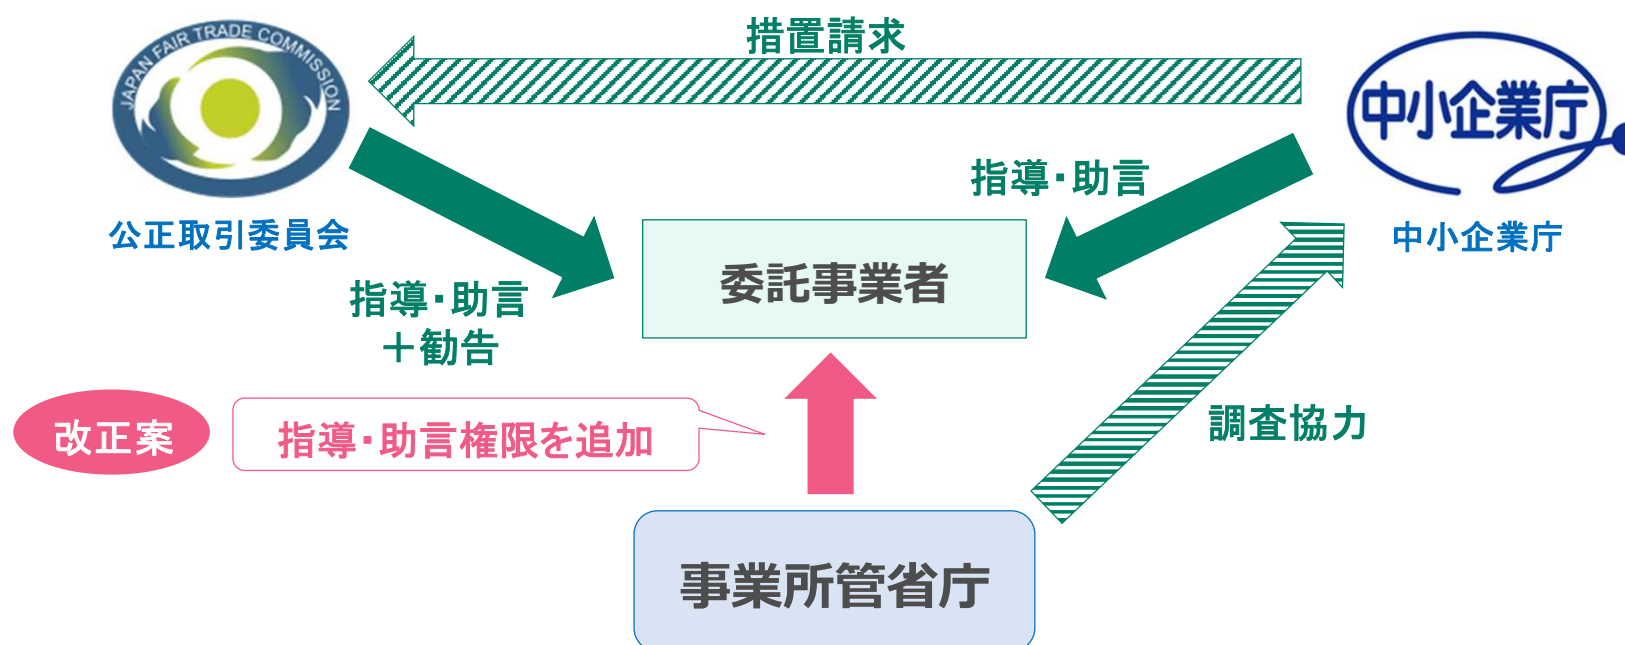 措置請求
JAPAN FAIR TRADE COMMISSION
中小企業庁
指導・助言
公正取引委員会
中小企業庁
委託事業者
指導・助言
＋勧告
改正案
指導・助言権限を追加
調査協力
事業所管省庁